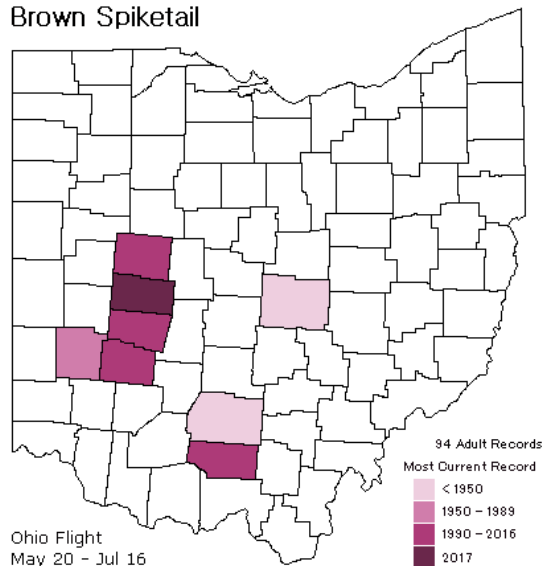 Brown Spiketail
94 Adult Records
Most Current Record
< 1950
1950 - 1989
1990 - 2016
2017
Ohio Flight
May 20 - Jul 16